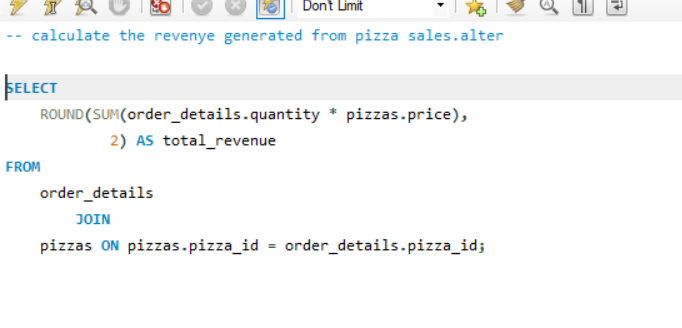 Don't Limit
-- calculate the revenye generated from pizza sales.alter
SELECT
ROUND(SUM(order_details.quantity * pizzas.price),
2) AS total_revenue
FROM
order_details
JOIN
pizzas ON pizzas.pizza_id = order_details.pizza_id;